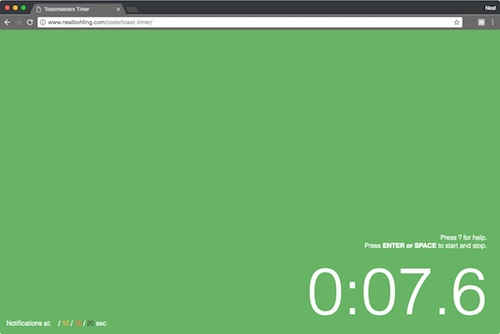 Toastmasters Timer
Neal
www.nealbohling.com/code/toast-timer/
Press ? for help.
Press ENTER or SPACE to start and stop.
0:07.6
Notifications at: / 10 / / 20 sec